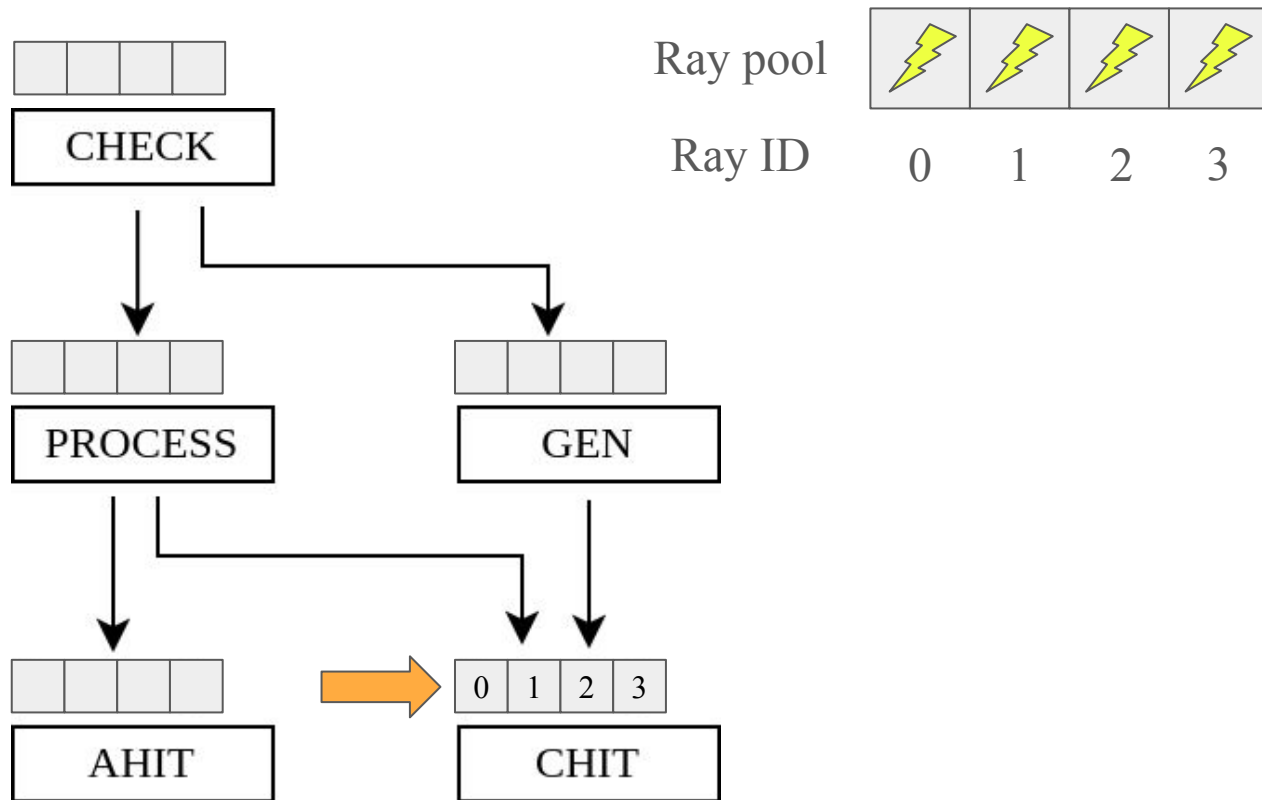 Ray pool
CHECK
Ray ID 0 1 2 3
PROCESS
GEN
0 1 2 3
AHIT
CHIT